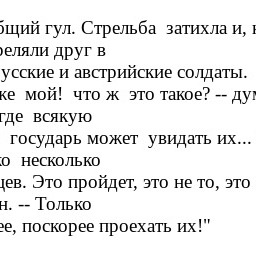 бщий гул. Стрельба затихла и, к
реляли друг в
усские и австрийские солдаты.
же мой! что ж это такое? -- ду
где всякую
государь может увидать их...
ко несколько
цев. Это пройдет, это не то, это
н. -- Только
ее, поскорее проехать их!"